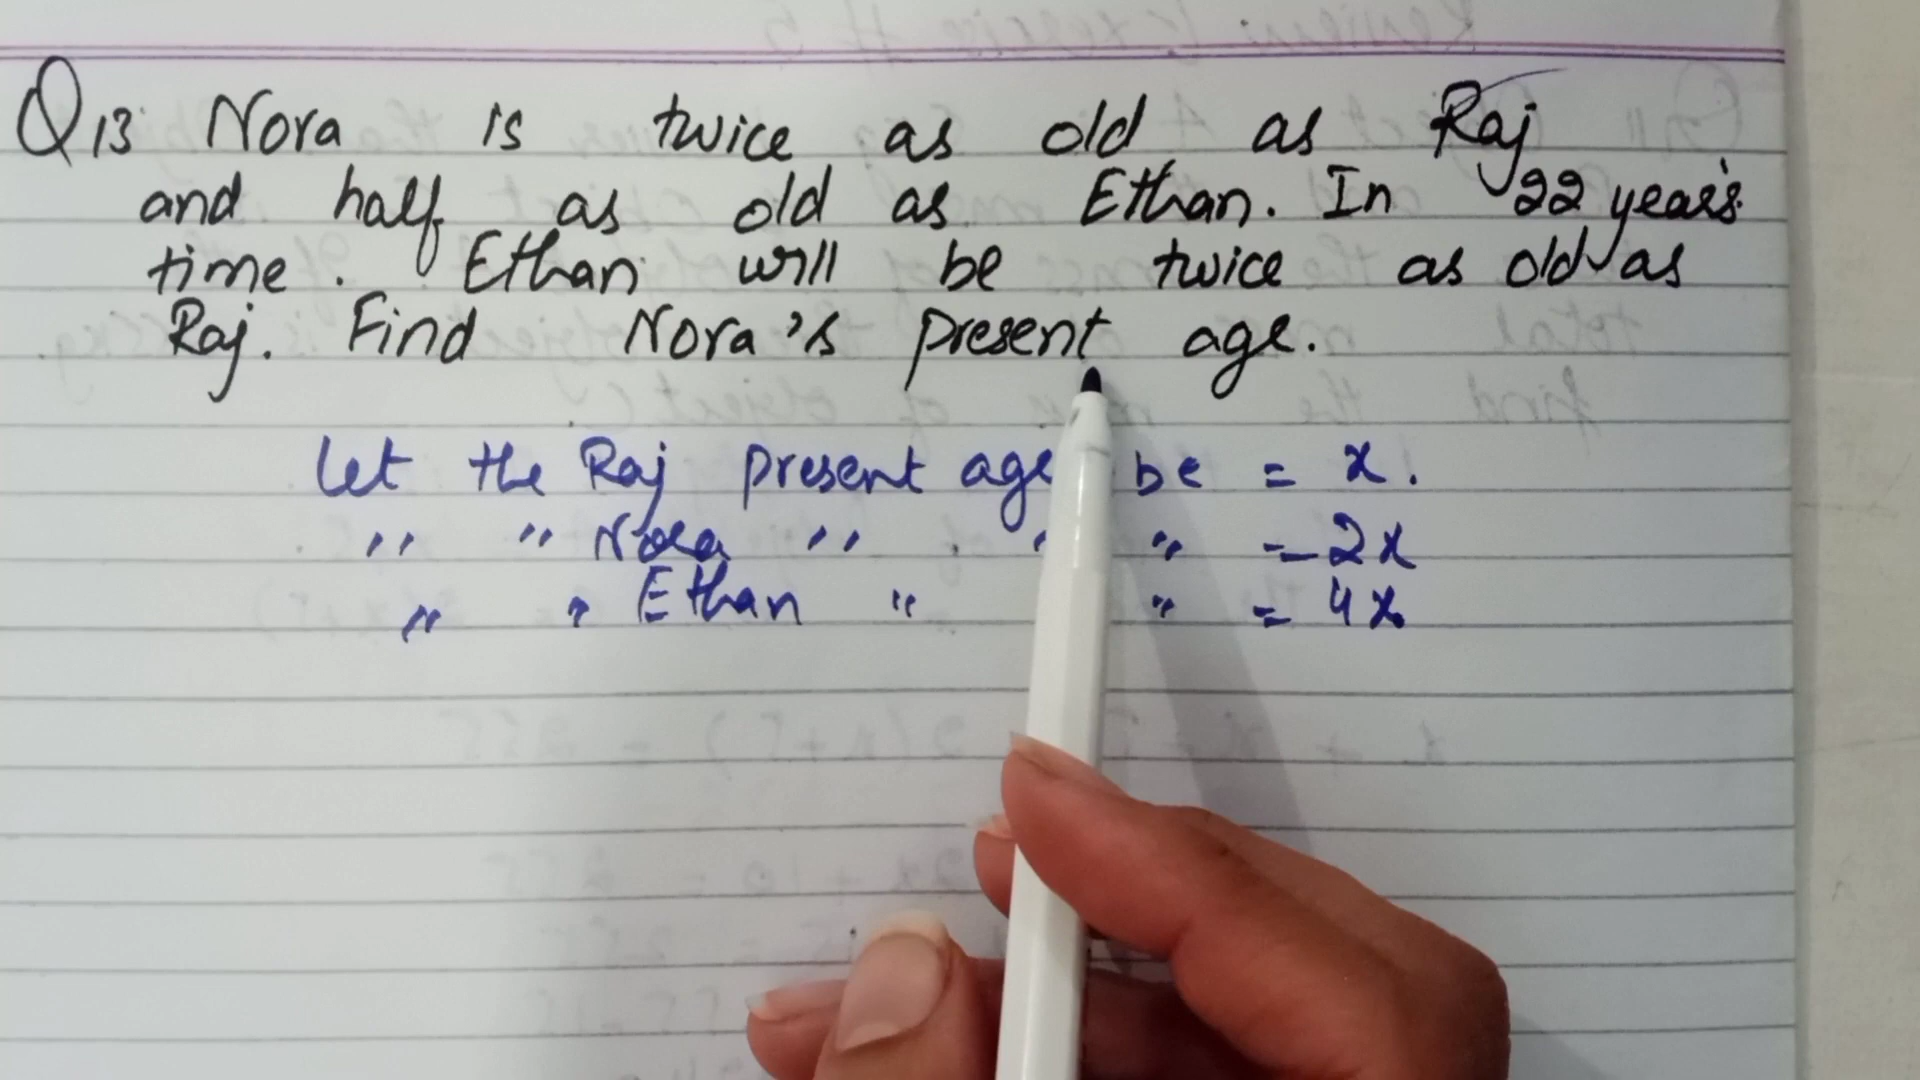 Q13 Nora is twice as old as Raj
and half as old as Ethan. In 22 year's
time. Ethan will be twice as old as
Raj. Find Nora's present age.
Let the Raj present age be = x.
" " Nora " " " = 2x
" " Ethan " " = 4x